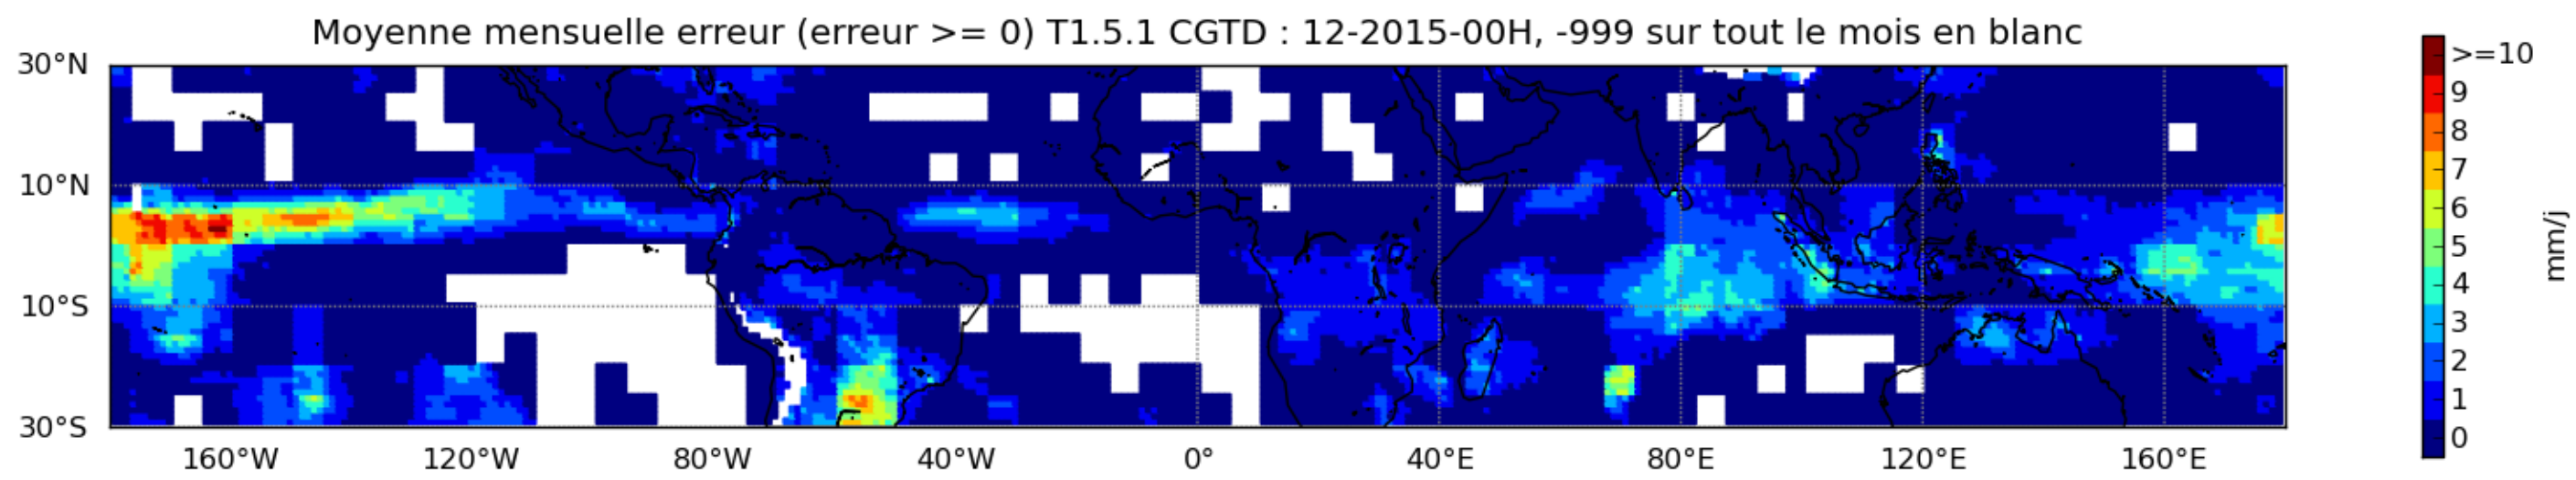 Moyenne mensuelle erreur (erreur >= 0) T1.5.1 CGTD : 12-2015-00H, -999 sur tout le mois en blanc
30°N
10°N
10°S
30°S
160°W 120°W 80°W 40°W 0° 40°E 80°E 120°E 160°E
>=10
9
8
7
6
5
4
3
2
1
0
mm/j